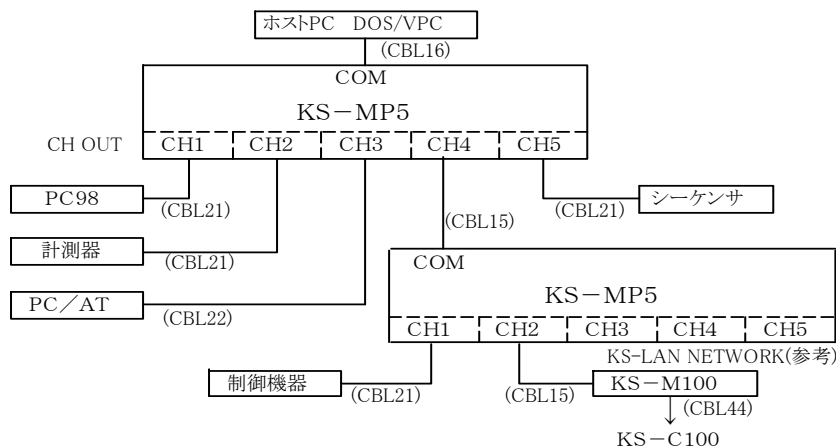 ホストPC DOS/VPC
(CBL16)
COM
KS－MP5
CH OUT CH1 CH2 CH3 CH4 CH5
PC98 (CBL21) (CBL15) (CBL21) シーケンサ
計測器 (CBL21)
COM
KS－MP5
PC／AT (CBL22)
CH1 CH2 CH3 CH4 CH5
KS-LAN NETWORK(参考)
制御機器 (CBL21) (CBL15) KS－M100
(CBL44)
KS－C100